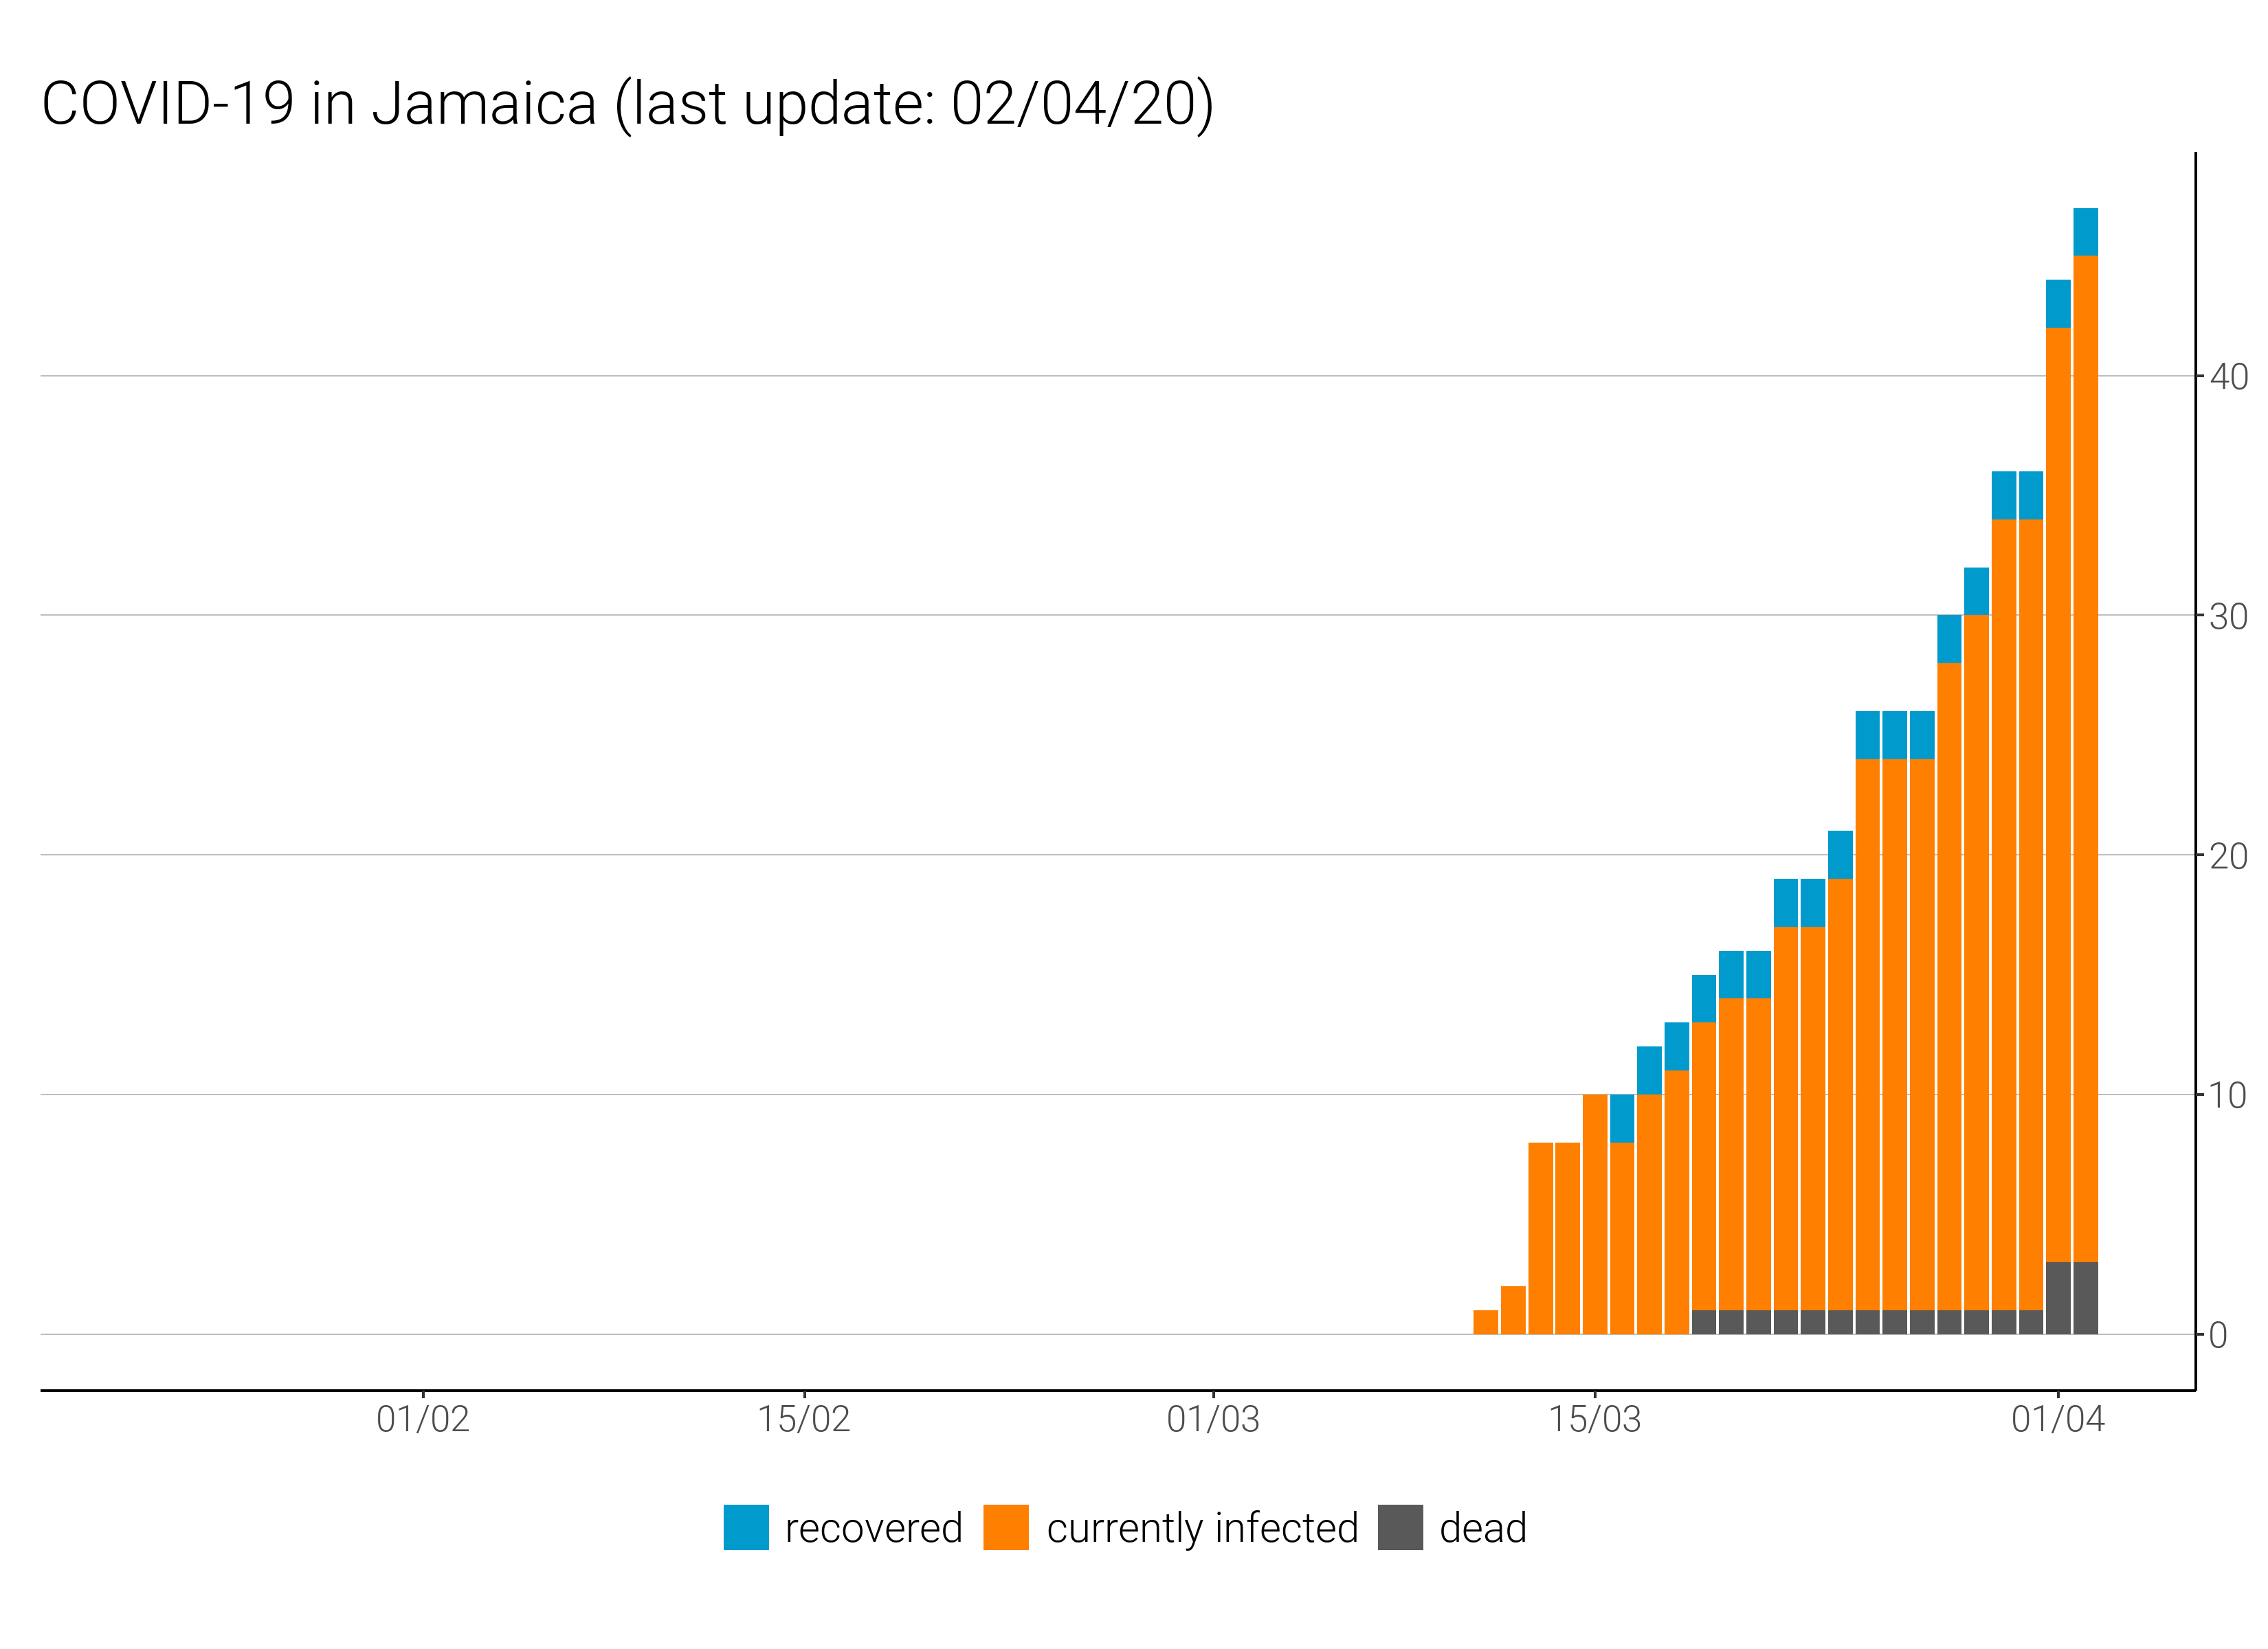 COVID-19 in Jamaica (last update: 02/04/20)
40
30
20
10
0
01/02 15/02 01/03 15/03 01/04
recovered currently infected dead